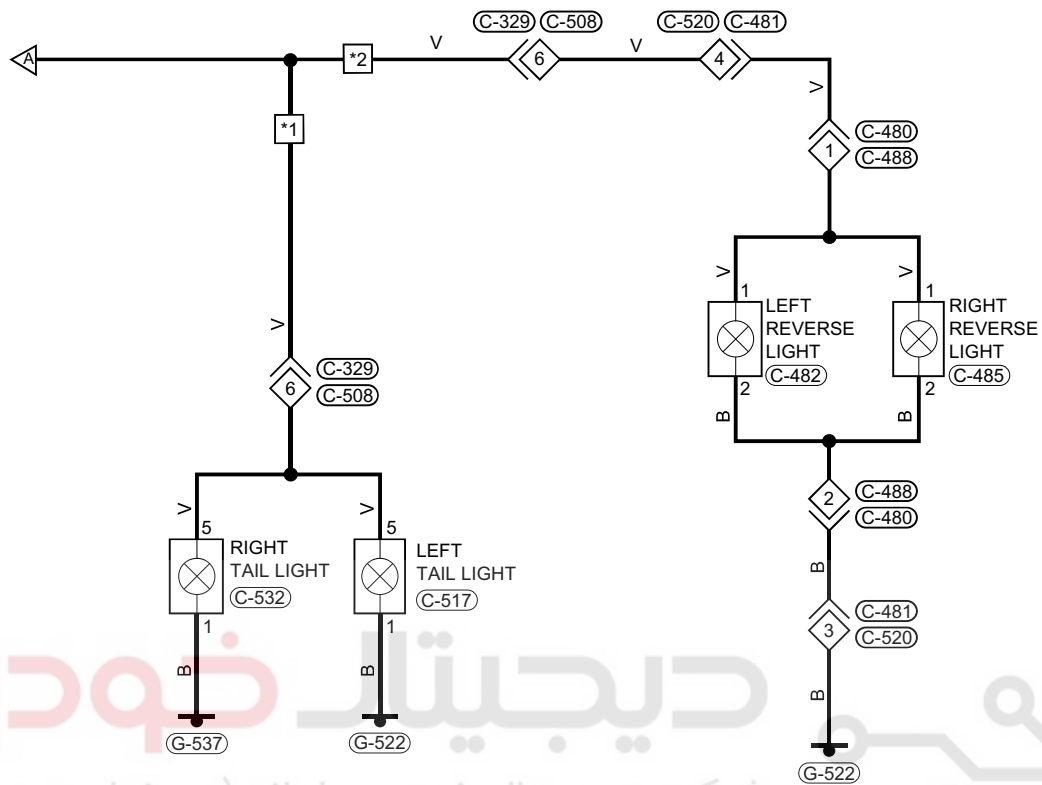 C-329 C-508 C-520 C-481
A *2 V 6 V 4
V
C-480
1
C-488
*1
V V
1 LEFT REVERSE LIGHT C-482 2
1 RIGHT REVERSE LIGHT C-485 2
B B
V
C-329
6
C-508
2
C-488
C-480
V V
5 RIGHT TAIL LIGHT C-532 1
5 LEFT TAIL LIGHT C-517 1
B
C-481
3
C-520
B B B
G-537 G-522
G-522
دیجیتال خودرو